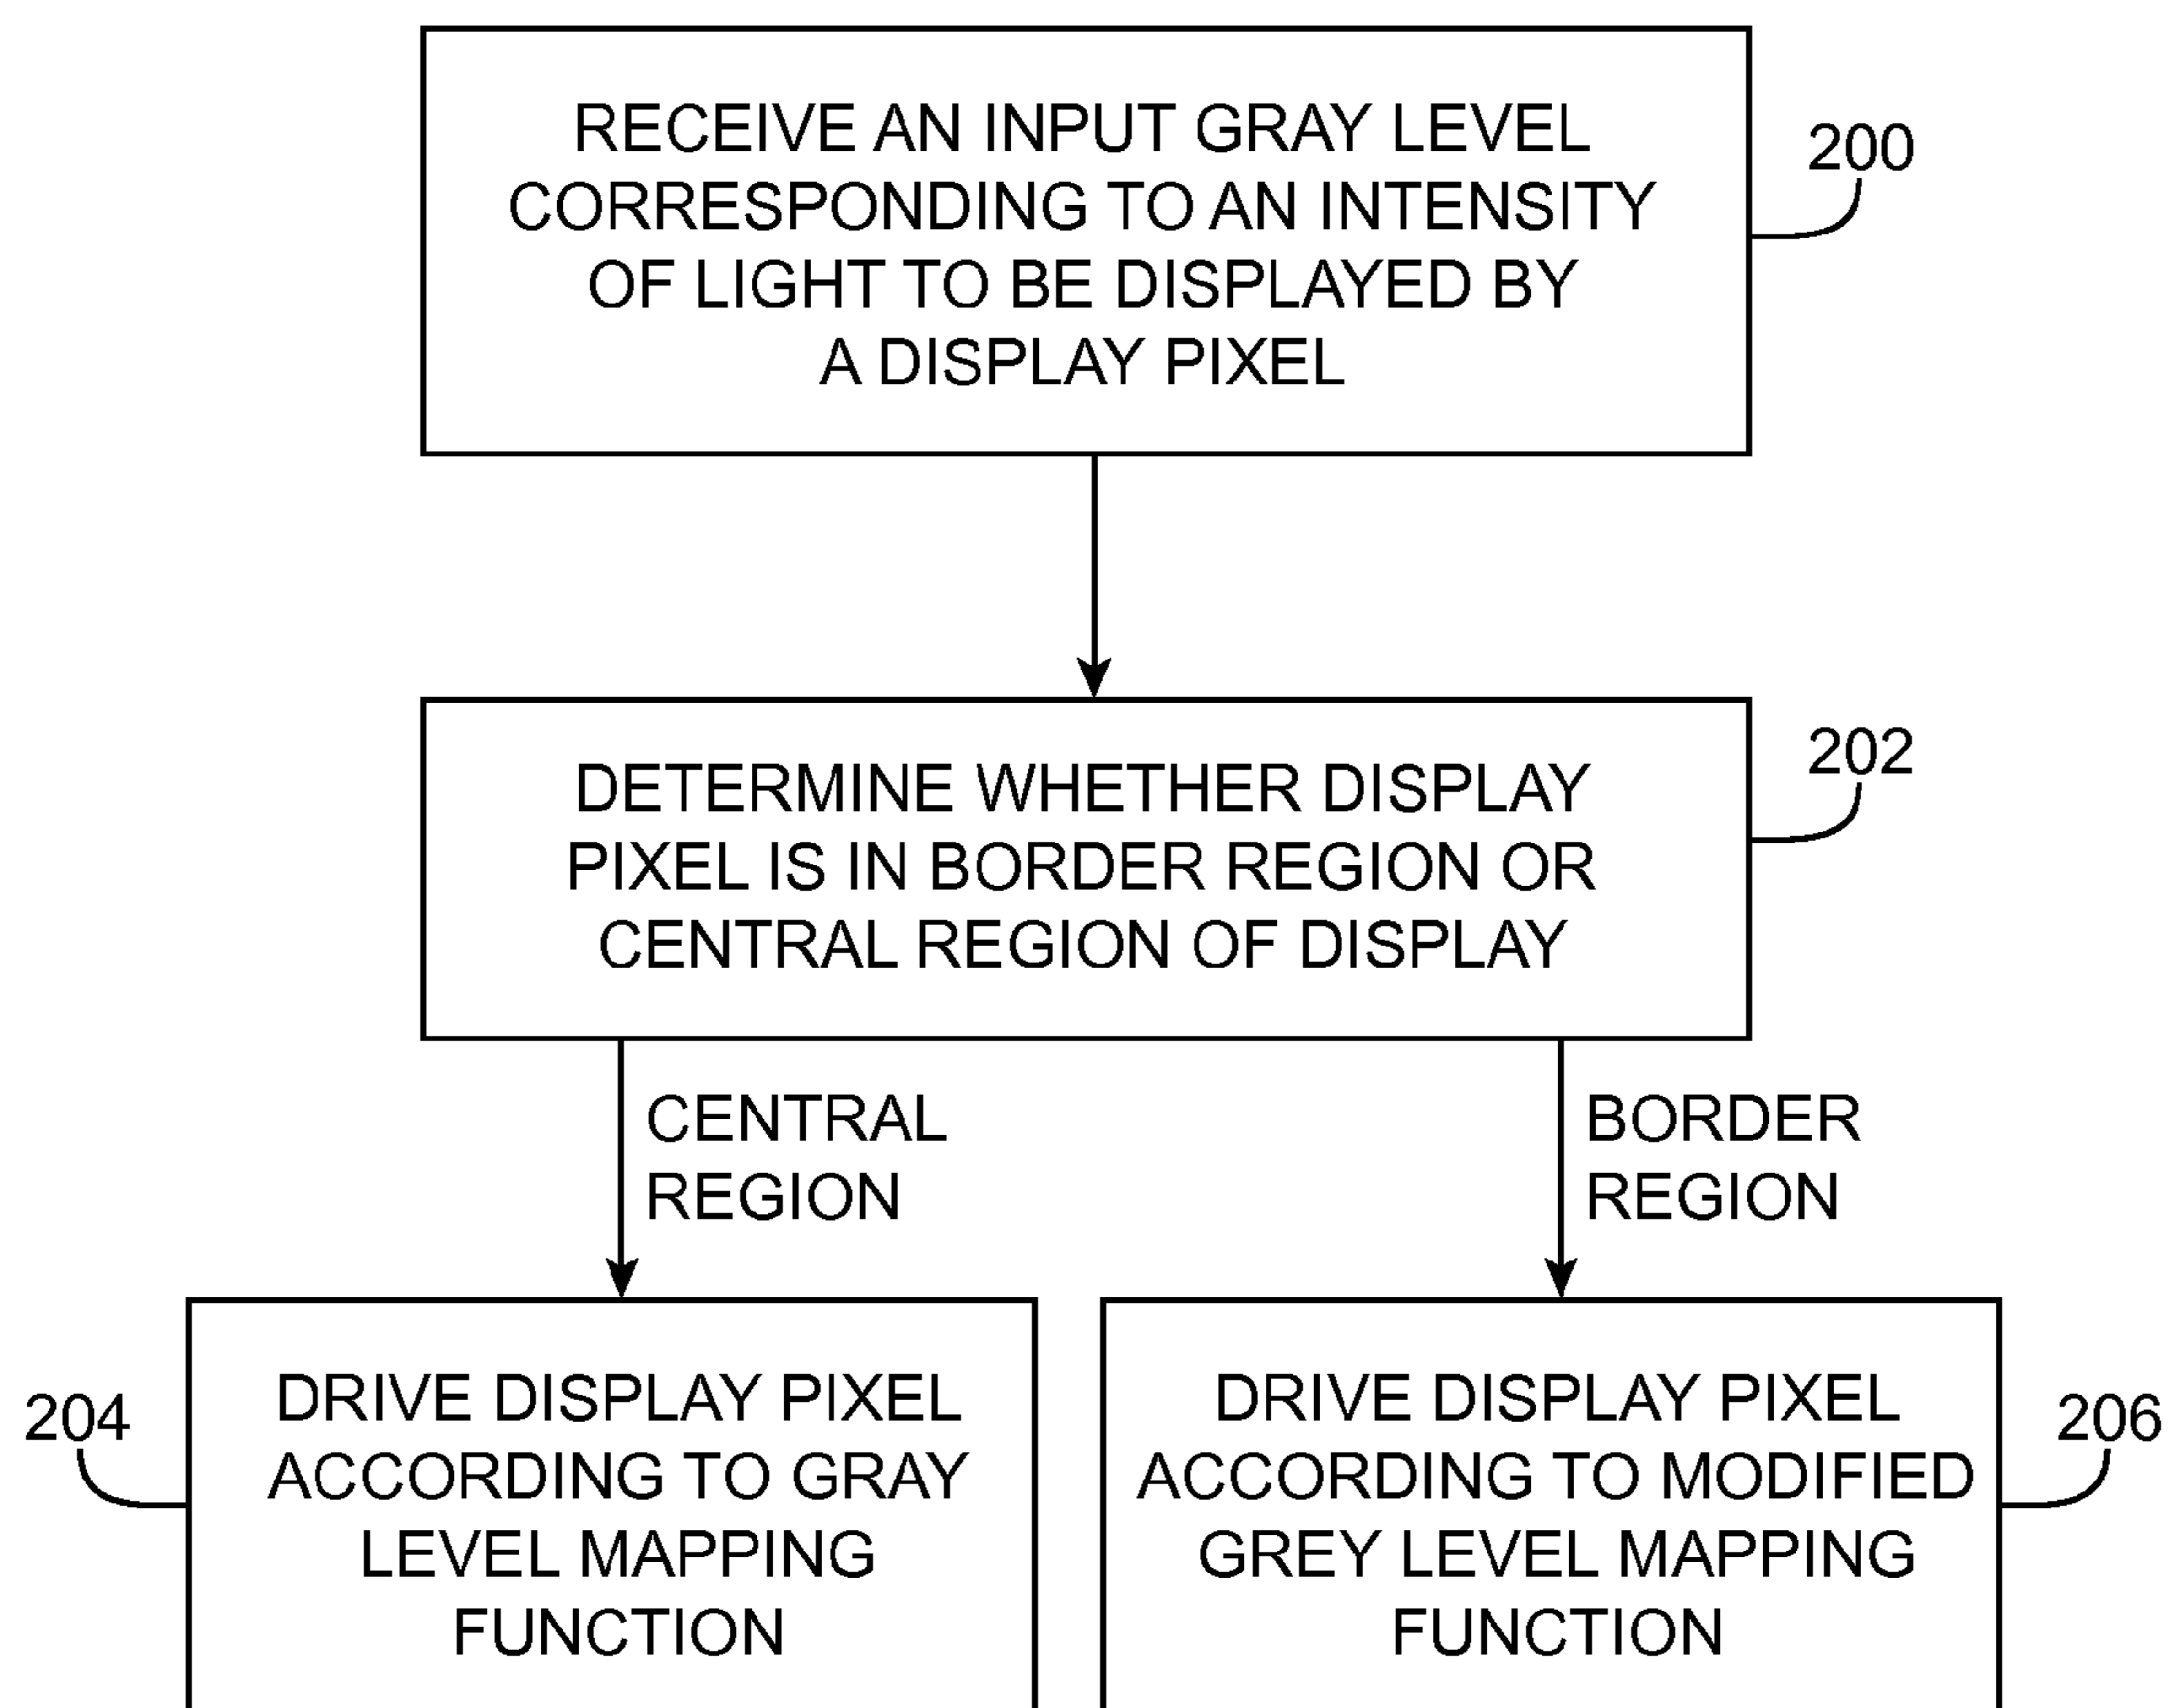 RECEIVE AN INPUT GRAY LEVEL
CORRESPONDING TO AN INTENSITY
OF LIGHT TO BE DISPLAYED BY
A DISPLAY PIXEL
200
DETERMINE WHETHER DISPLAY
PIXEL IS IN BORDER REGION OR
CENTRAL REGION OF DISPLAY
202
CENTRAL
REGION
BORDER
REGION
204
DRIVE DISPLAY PIXEL
ACCORDING TO GRAY
LEVEL MAPPING
FUNCTION
DRIVE DISPLAY PIXEL
ACCORDING TO MODIFIED
GREY LEVEL MAPPING
FUNCTION
206